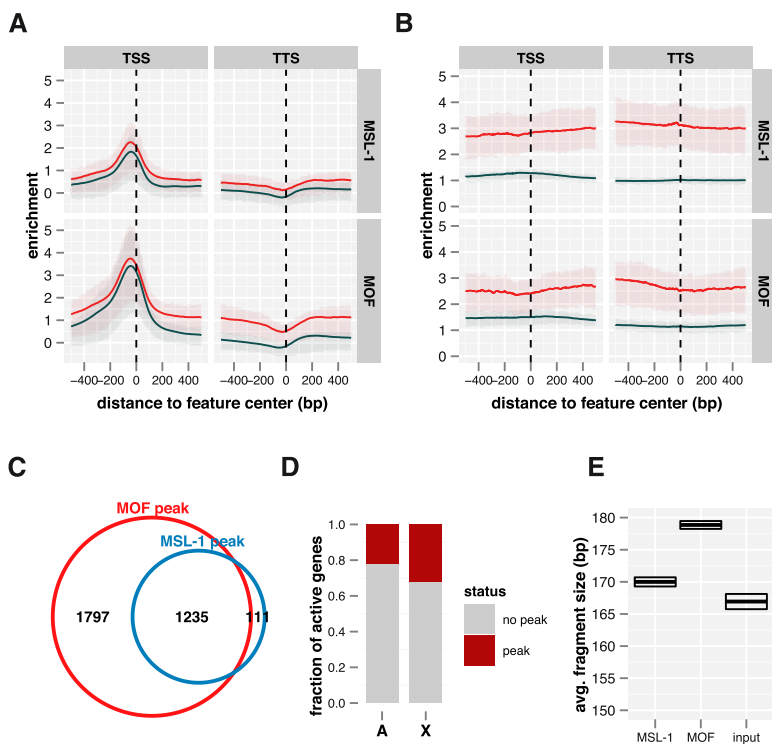 A
B
TSS
TTS
TSS
TTS
5
4
3
2
1
0
MSL-1
5
4
3
2
1
0
MSL-1
enrichment
enrichment
5
4
3
2
1
0
MOF
5
4
3
2
1
0
MOF
−400−200 0 200 400
−400−200 0 200 400
−400−200 0 200 400
−400−200 0 200 400
distance to feature center (bp)
distance to feature center (bp)
C
MOF peak
MSL-1 peak
1797
1235
111
D
fraction of active genes
1.0
0.8
0.6
0.4
0.2
0.0
A
X
status
no peak
peak
E
avg. fragment size (bp)
180
175
170
165
160
155
150
MSL-1
MOF
input